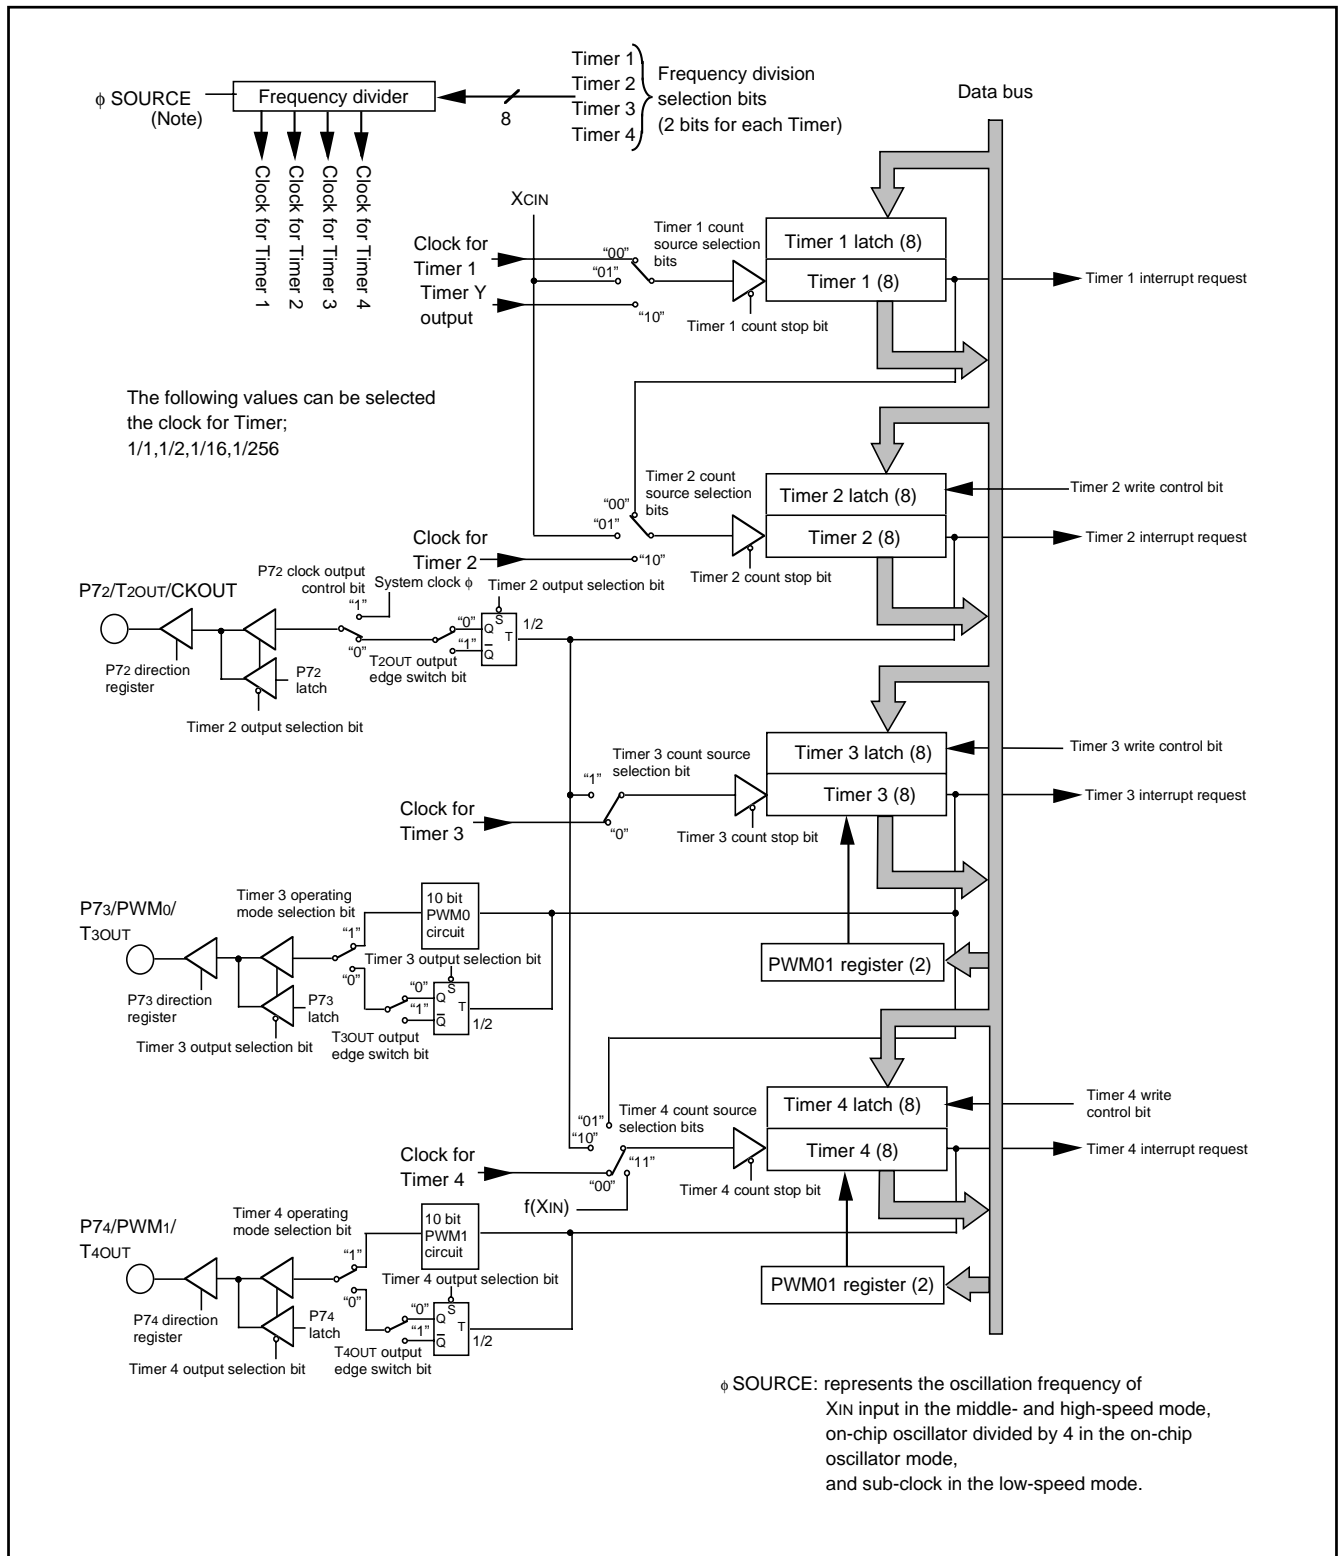 Timer 1
Timer 2
Timer 3
Timer 4
Frequency division
selection bits
(2 bits for each Timer)
φ SOURCE
(Note)
Frequency divider
8
Data bus
Clock for Timer 1
Clock for Timer 2
Clock for Timer 3
Clock for Timer 4
XCIN
Clock for
Timer 1
Timer Y
output
“00”
“01”
“10”
Timer 1 count
source selection
bits
Timer 1 latch (8)
Timer 1 (8)
Timer 1 interrupt request
Timer 1 count stop bit
The following values can be selected
the clock for Timer;
1/1,1/2,1/16,1/256
Timer 2 count
source selection
bits
“00”
“01”
“10”
Clock for
Timer 2
Timer 2 latch (8)
Timer 2 (8)
Timer 2 write control bit
Timer 2 interrupt request
Timer 2 count stop bit
P72/T2OUT/CKOUT
P72 clock output
control bit
System clock φ
Timer 2 output selection bit
“1”
“0”
“0”
“1”
S
Q
T
Q̅
1/2
T2OUT output
edge switch bit
P72 direction
register
P72
latch
Timer 2 output selection bit
Timer 3 count source
selection bit
“1”
“0”
Clock for
Timer 3
Timer 3 latch (8)
Timer 3 (8)
Timer 3 write control bit
Timer 3 interrupt request
Timer 3 count stop bit
P73/PWM0/
T3OUT
Timer 3 operating
mode selection bit
10 bit
PWM0
circuit
“1”
“0”
Timer 3 output selection bit
“0”
“1”
S
Q
T
Q̅
1/2
T3OUT output
edge switch bit
P73 direction
register
P73
latch
Timer 3 output selection bit
PWM01 register (2)
Timer 4 count source
selection bits
“01”
“10”
“11”
“00”
Clock for
Timer 4
f(XIN)
Timer 4 latch (8)
Timer 4 (8)
Timer 4 write
control bit
Timer 4 interrupt request
Timer 4 count stop bit
P74/PWM1/
T4OUT
Timer 4 operating
mode selection bit
10 bit
PWM1
circuit
“1”
“0”
Timer 4 output selection bit
“0”
“1”
S
Q
T
Q̅
1/2
T4OUT output
edge switch bit
P74 direction
register
P74
latch
Timer 4 output selection bit
PWM01 register (2)
φ SOURCE: represents the oscillation frequency of
XIN input in the middle- and high-speed mode,
on-chip oscillator divided by 4 in the on-chip
oscillator mode,
and sub-clock in the low-speed mode.